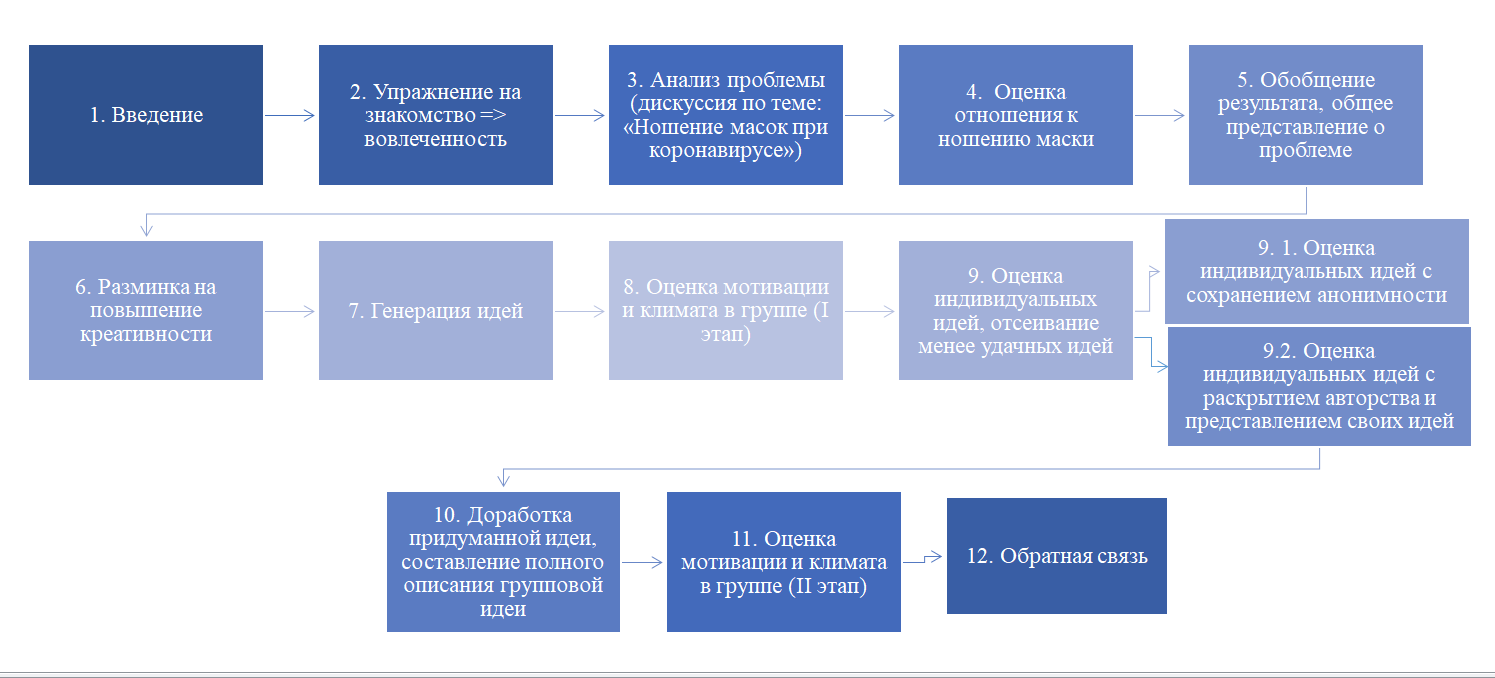 1. Введение
2. Упражнение на
знакомство =>
вовлеченность
3. Анализ проблемы
(дискуссия по теме:
«Ношение масок при
коронавирусе»)
4. Оценка
отношения к
ношению маски
5. Обобщение
результата, общее
представление о
проблеме
6. Разминка на
повышение
креативности
7. Генерация идей
8. Оценка мотивации
и климата в группе (I
этап)
9. Оценка
индивидуальных
идей, отсеивание
менее удачных идей
9. 1. Оценка
индивидуальных идей с
сохранением анонимности
9.2. Оценка
индивидуальных идей с
раскрытием авторства и
представлением своих идей
10. Доработка
придуманной идеи,
составление полного
описания групповой
идеи
11. Оценка
мотивации и климата
в группе (II этап)
12. Обратная связь